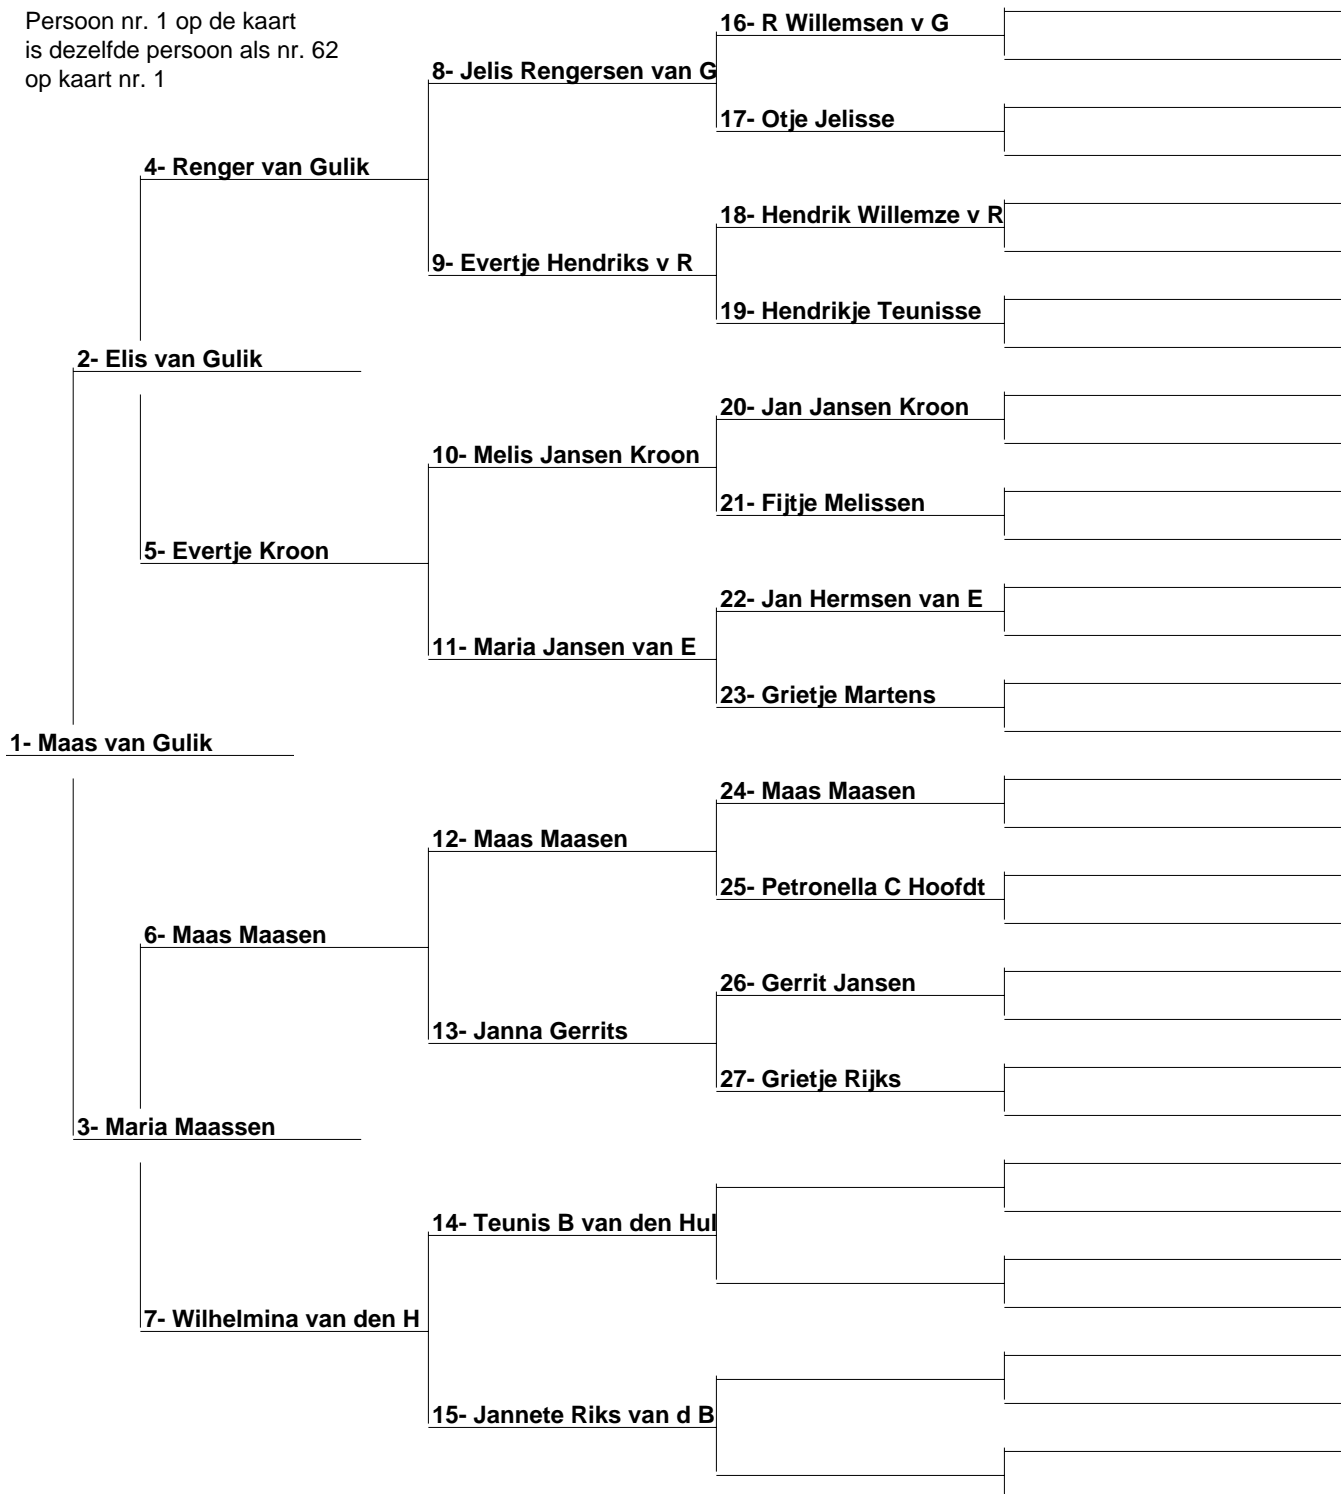 Persoon nr. 1 op de kaart
is dezelfde persoon als nr. 62
op kaart nr. 1
16- R Willemsen v G
8- Jelis Rengersen van G
17- Otje Jelisse
4- Renger van Gulik
18- Hendrik Willemze v R
9- Evertje Hendriks v R
19- Hendrikje Teunisse
2- Elis van Gulik
20- Jan Jansen Kroon
10- Melis Jansen Kroon
21- Fijtje Melissen
5- Evertje Kroon
22- Jan Hermsen van E
11- Maria Jansen van E
23- Grietje Martens
1- Maas van Gulik
24- Maas Maasen
12- Maas Maasen
25- Petronella C Hoofdt
6- Maas Maasen
26- Gerrit Jansen
13- Janna Gerrits
27- Grietje Rijks
3- Maria Maassen
14- Teunis B van den Hul
7- Wilhelmina van den H
15- Jannete Riks van d B